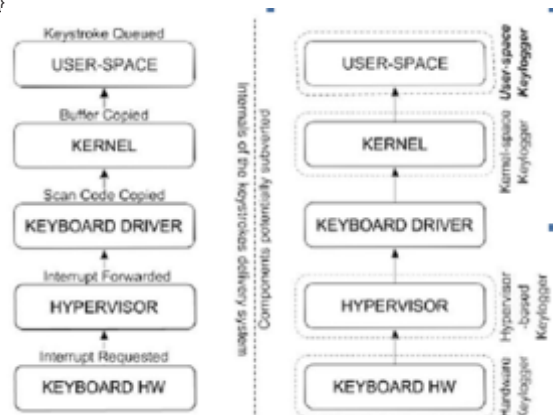 }
Keystroke Queued
USER-SPACE
Buffer Copied
KERNEL
Scan Code Copied
KEYBOARD DRIVER
Interrupt Forwarded
HYPERVISOR
Interrupt Requested
KEYBOARD HW
Internals of the keystrokes delivery system
Components potentially subverted
USER-SPACE
User-space
Keylogger
KERNEL
Kernel-space
Keylogger
KEYBOARD DRIVER
HYPERVISOR
Hypervisor
-based
Keylogger
KEYBOARD HW
Hardware
Keylogger